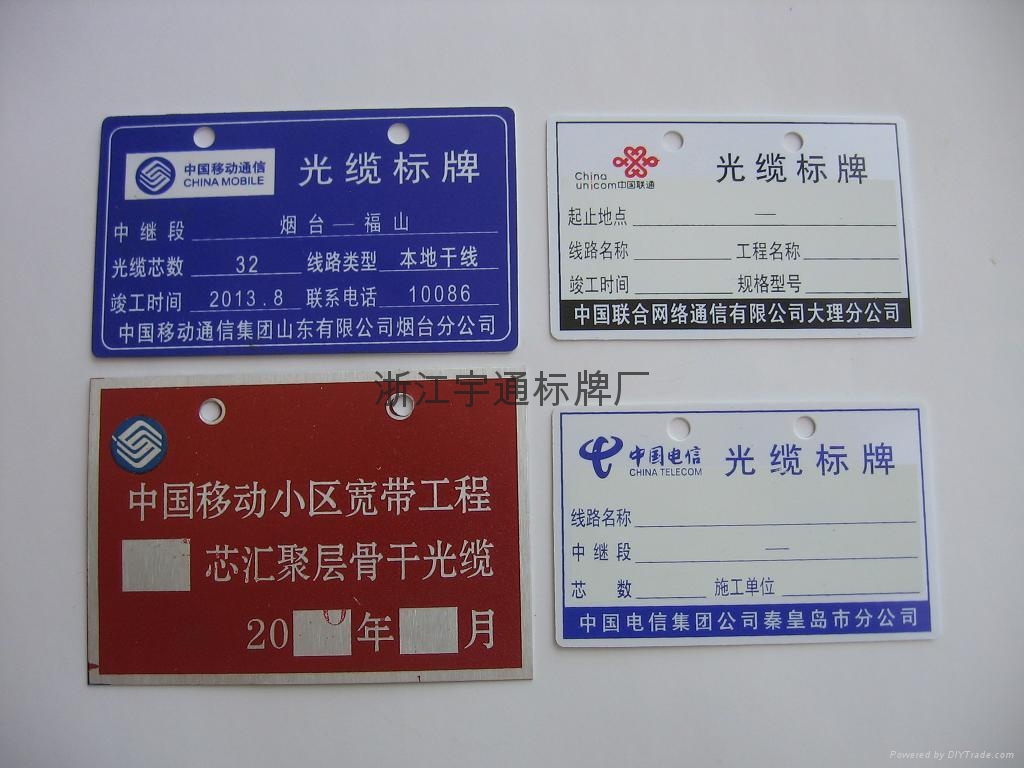 中国移动通信
CHINA MOBILE
光缆标牌
中继段 烟台—福山
光缆芯数 32 线路类型 本地干线
竣工时间 2013.8 联系电话 10086
中国移动通信集团山东有限公司烟台分公司
China
unicom中国联通
光缆标牌
起止地点 —
线路名称 工程名称
竣工时间 规格型号
中国联合网络通信有限公司大理分公司
浙江宇通标牌厂
中国移动小区宽带工程
芯汇聚层骨干光缆
20 年 月
中国电信
CHINA TELECOM
光缆标牌
线路名称
中继段 —
芯数 施工单位
中国电信集团公司秦皇岛市分公司
Powered by DIYTrade.com